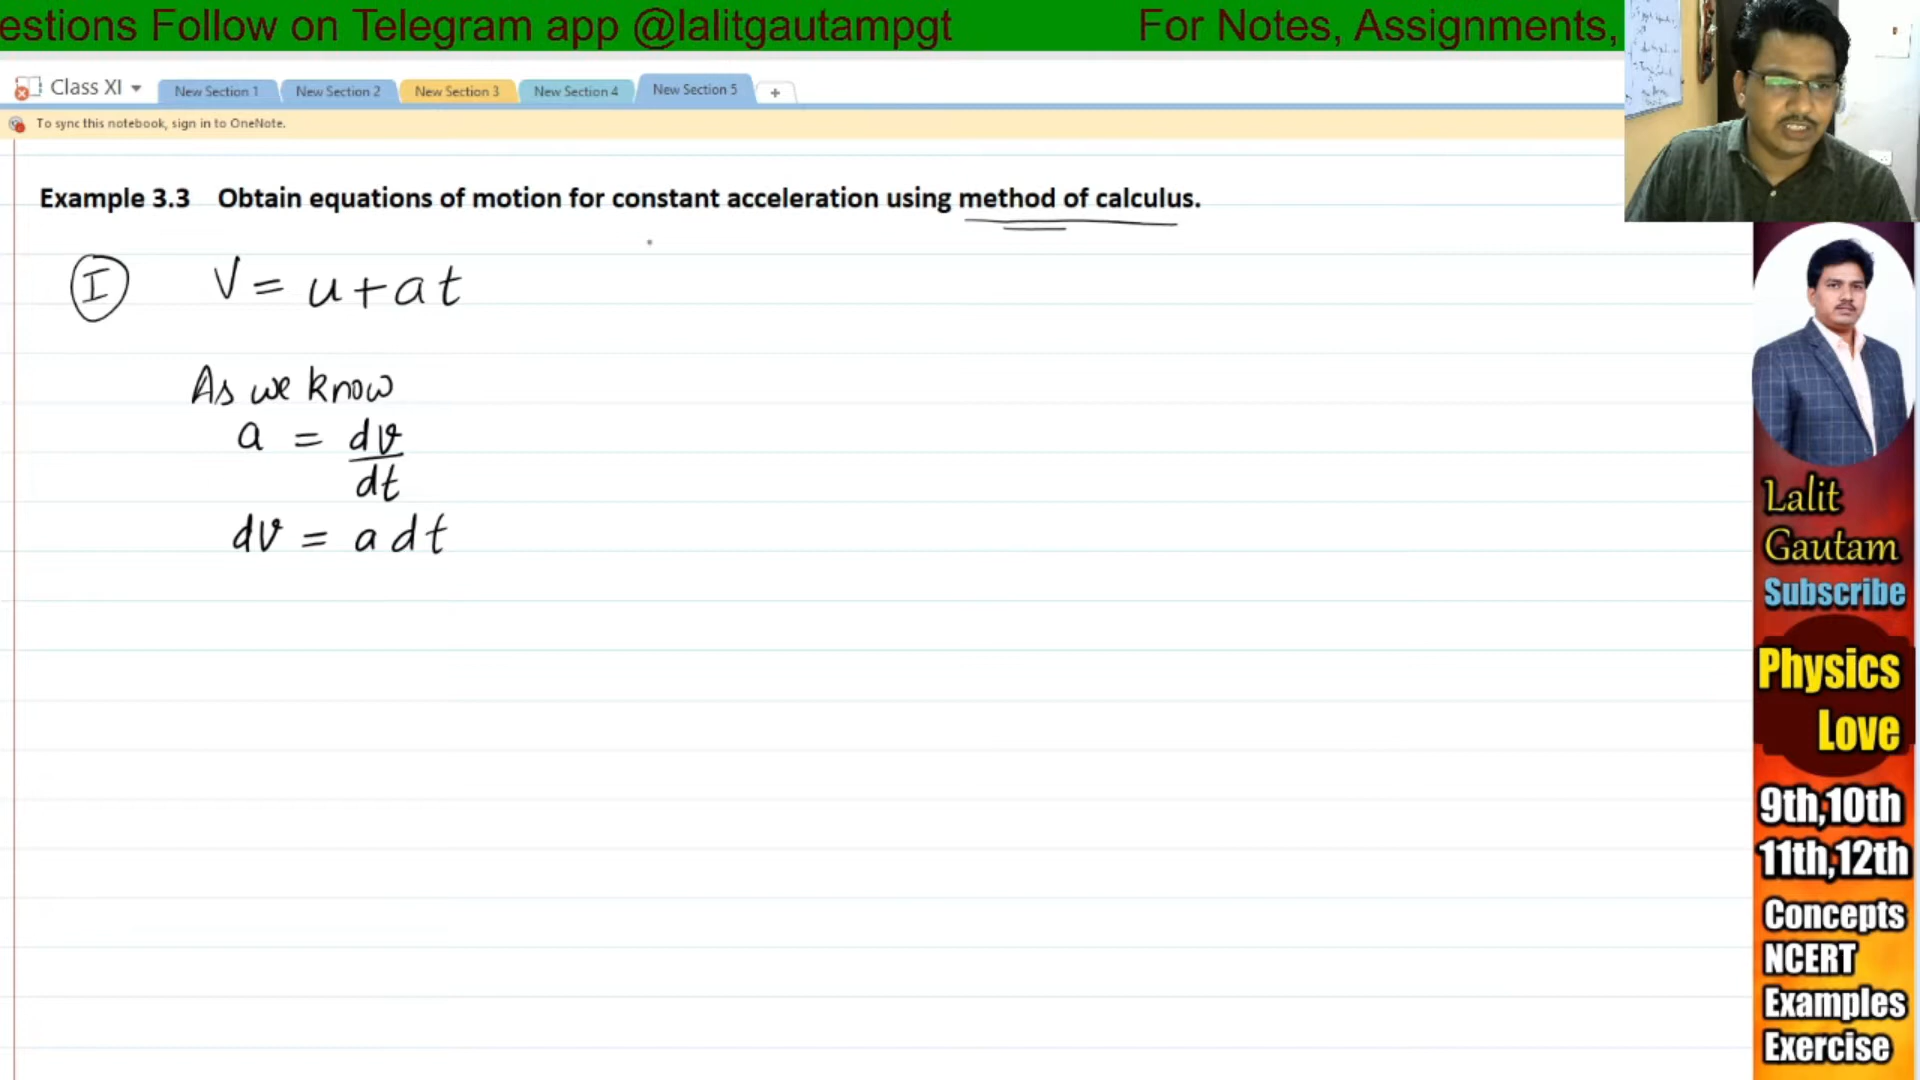 estions Follow on Telegram app @lalitgautampgt For Notes, Assignments,
Class XI New Section 1 New Section 2 New Section 3 New Section 4 New Section 5 +
To sync this notebook, sign in to OneNote.
Example 3.3 Obtain equations of motion for constant acceleration using method of calculus.
I V = u + at
As we know
a = dv
dt
dv = a dt
Lalit
Gautam
Subscribe
Physics
Love
9th,10th
11th,12th
Concepts
NCERT
Examples
Exercise